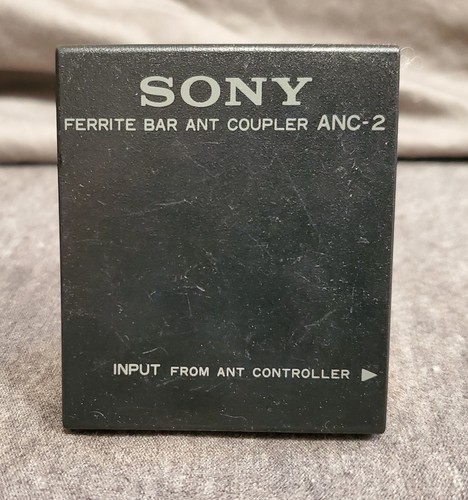 SONY
FERRITE BAR ANT COUPLER ANC-2
INPUT FROM ANT CONTROLLER ▶